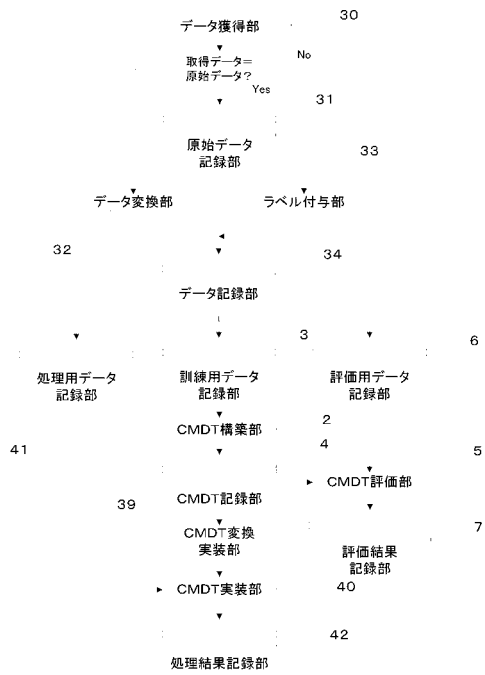 データ獲得部
30
取得データ=
原始データ?
No
Yes
31
原始データ
記録部
33
データ変換部
ラベル付与部
32
34
データ記録部
3
6
処理用データ
記録部
訓練用データ
記録部
評価用データ
記録部
2
CMDT構築部
41
4
5
CMDT評価部
CMDT記録部
39
7
CMDT変換
実装部
評価結果
記録部
CMDT実装部
40
42
処理結果記録部